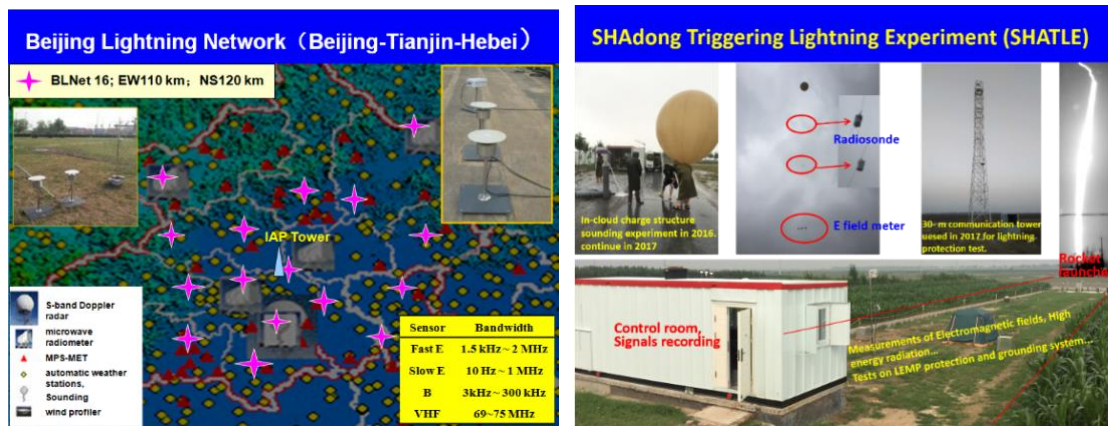 Beijing Lightning Network（Beijing-Tianjin-Hebei）
BLNet 16; EW110 km；NS120 km
IAP Tower
S-band Doppler
radar
microwave
radiometer
MPS-MET
automatic weather
stations,
Sounding
wind profiler
Sensor Bandwidth
Fast E 1.5 kHz ~ 2 MHz
Slow E 10 Hz ~ 1 MHz
B 3kHz ~ 300 kHz
VHF 69~75 MHz
SHAdong Triggering Lightning Experiment (SHATLE)
In-cloud charge structure
sounding experiment in 2016.
continue in 2017
Radiosonde
E field meter
30- m communication tower
uesed in 2017 for lightning
protection test.
Rocket
launche
Control room,
Signals recording
Measurements of Electromagnetic fields, High
energy radiation...
Tests on LEMP protection and grounding system...